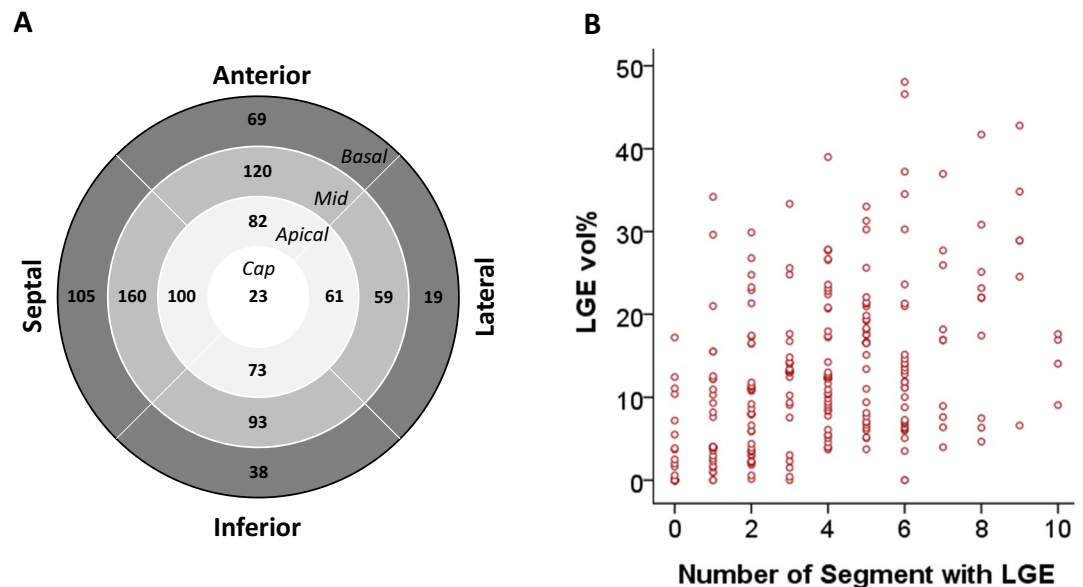 A
Anterior
69
Basal
120
Mid
82
Apical
Cap
Septal
105 160 100 23 61 59 19
Lateral
73
93
38
Inferior
B
LGE vol%
50
40
30
20
10
0
0 2 4 6 8 10
Number of Segment with LGE